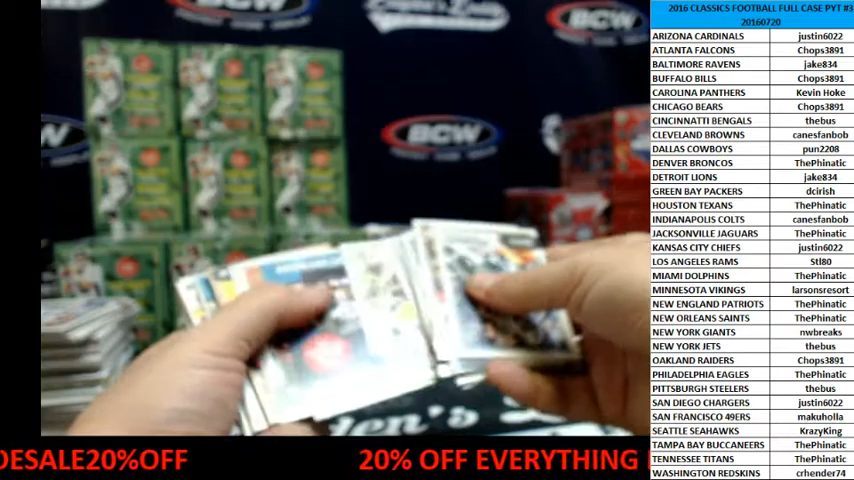 2016 CLASSICS FOOTBALL FULL CASE PYT #3
20160720
ARIZONA CARDINALS justin6022
ATLANTA FALCONS Chops3891
BALTIMORE RAVENS jake834
BUFFALO BILLS Chops3891
CAROLINA PANTHERS Kevin Hoke
CHICAGO BEARS Chops3891
CINCINNATI BENGALS thebus
CLEVELAND BROWNS canesfanbob
DALLAS COWBOYS pun2208
DENVER BRONCOS ThePhinatic
DETROIT LIONS jake834
GREEN BAY PACKERS dcirish
HOUSTON TEXANS ThePhinatic
INDIANAPOLIS COLTS canesfanbob
JACKSONVILLE JAGUARS ThePhinatic
KANSAS CITY CHIEFS justin6022
LOS ANGELES RAMS Stl80
MIAMI DOLPHINS ThePhinatic
MINNESOTA VIKINGS larsonsresort
NEW ENGLAND PATRIOTS ThePhinatic
NEW ORLEANS SAINTS ThePhinatic
NEW YORK GIANTS nwbreaks
NEW YORK JETS thebus
OAKLAND RAIDERS Chops3891
PHILADELPHIA EAGLES ThePhinatic
PITTSBURGH STEELERS thebus
SAN DIEGO CHARGERS justin6022
SAN FRANCISCO 49ERS makuholla
SEATTLE SEAHAWKS KrazyKing
TAMPA BAY BUCCANEERS ThePhinatic
TENNESSEE TITANS ThePhinatic
WASHINGTON REDSKINS crhender74
BCW
BCW
BCW
DESALE20%OFF 20% OFF EVERYTHING